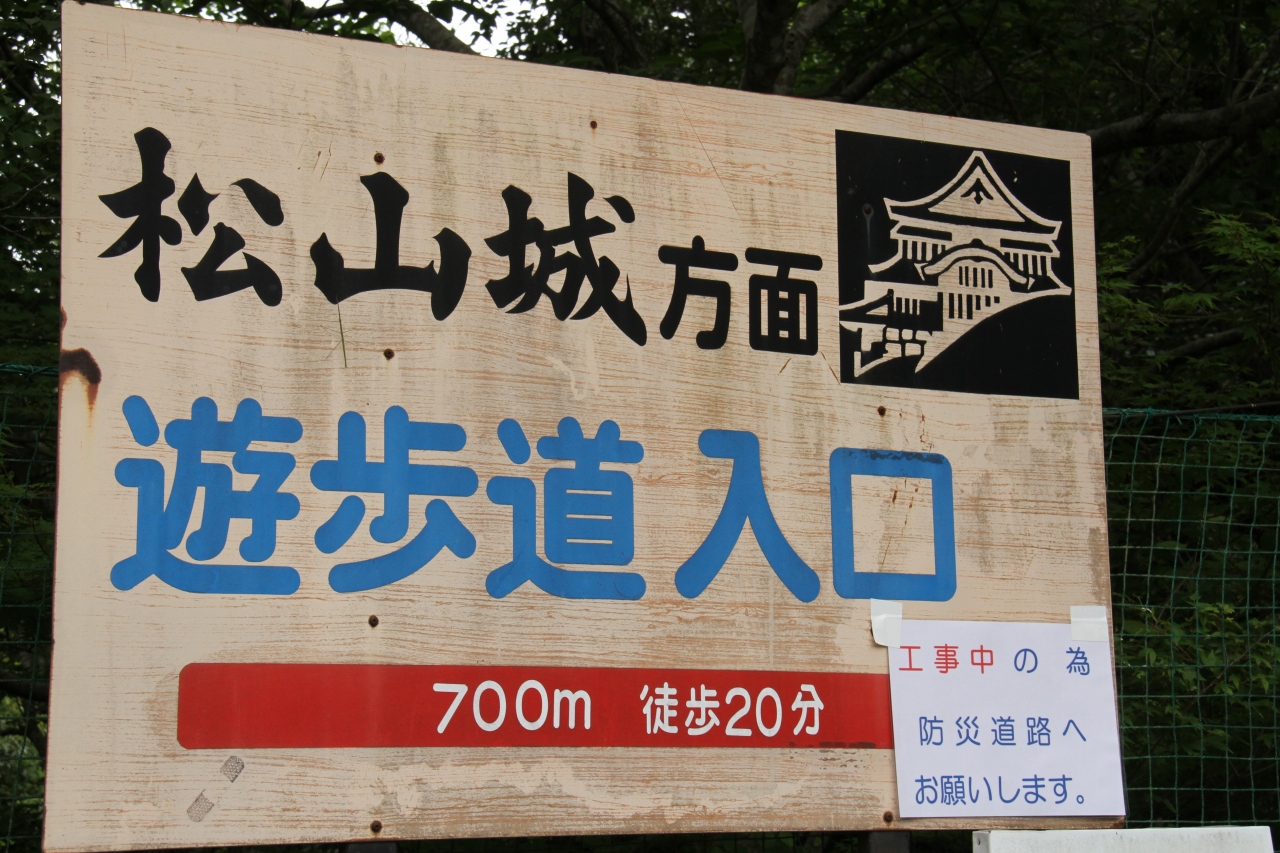 松山城方面
遊歩道入口
700m 徒歩20分
工事中の為
防災道路へ
お願いします。